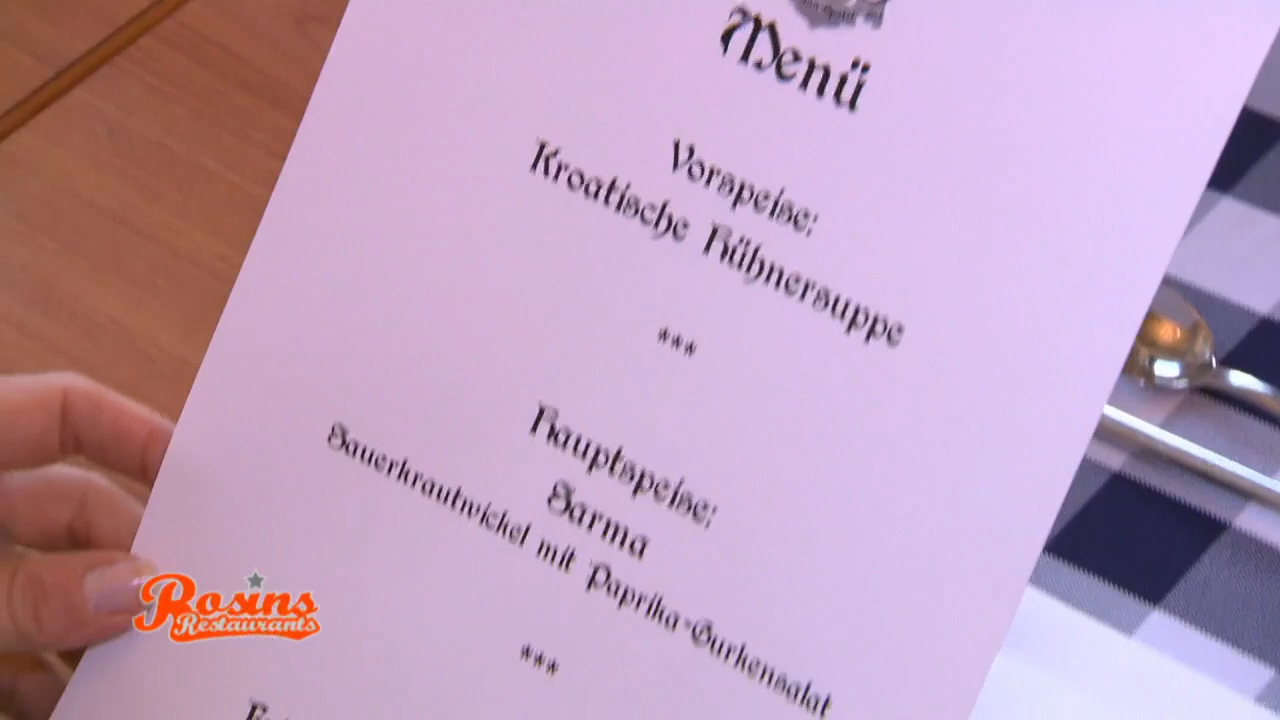 Menü
Vorspeise:
Kroatische Hühnersuppe
***
Hauptspeise:
Sarma
Sauerkrautwickel mit Paprika-Gurkensalat
***
Rosins
Restaurants